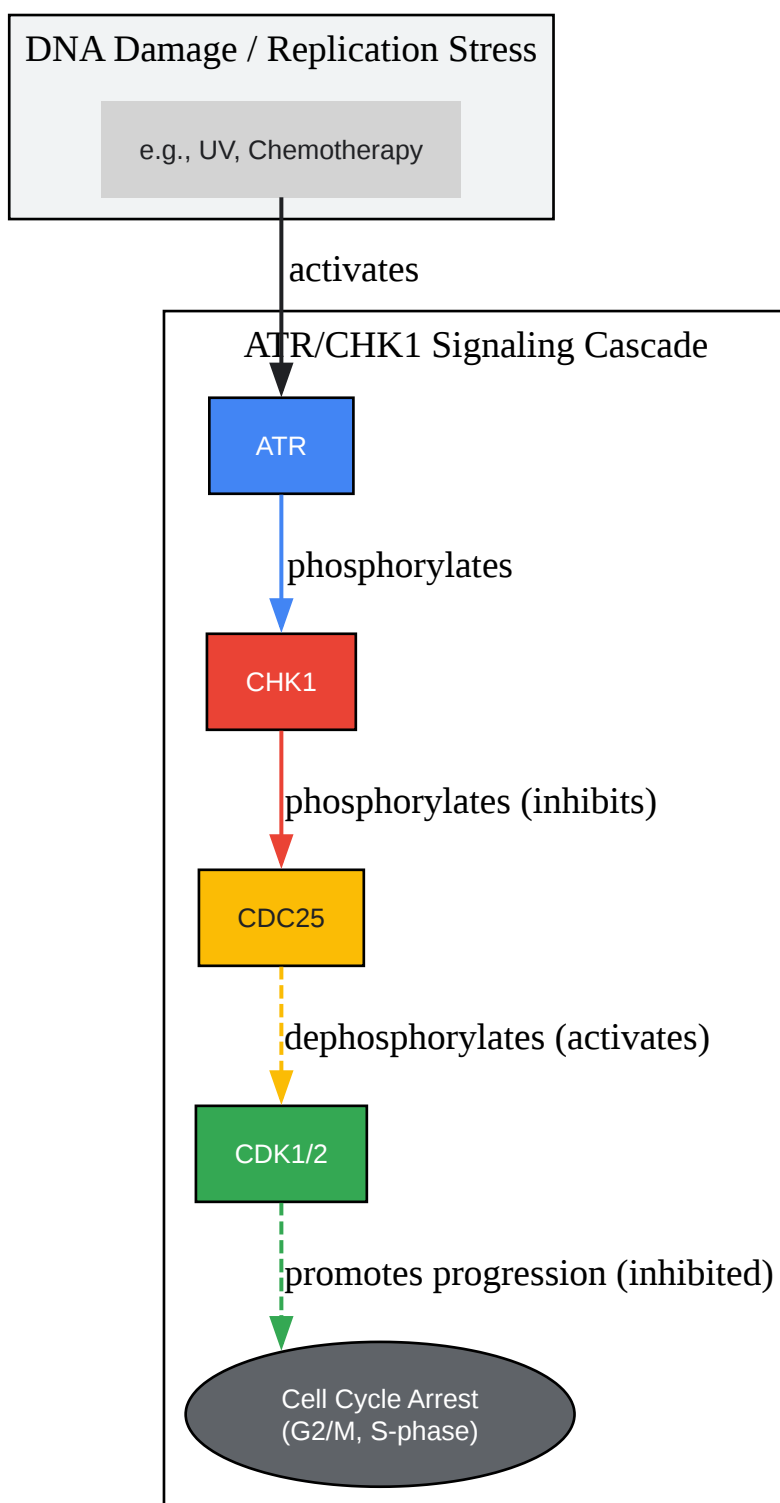 DNA Damage / Replication Stress
e.g., UV, Chemotherapy
activates
ATR/CHK1 Signaling Cascade
ATR
phosphorylates
CHK1
phosphorylates (inhibits)
CDC25
dephosphorylates (activates)
CDK1/2
promotes progression (inhibited)
Cell Cycle Arrest
(G2/M, S-phase)